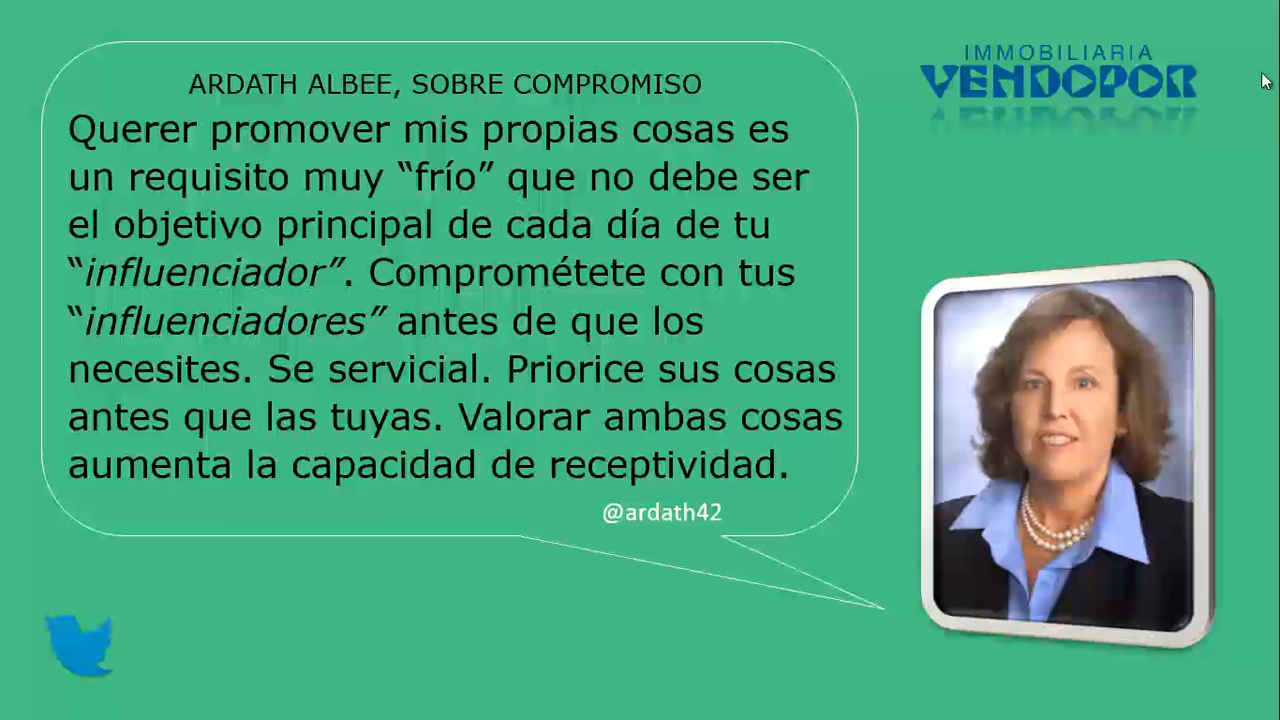 ARDATH ALBEE, SOBRE COMPROMISO
Querer promover mis propias cosas es
un requisito muy “frío” que no debe ser
el objetivo principal de cada día de tu
“influenciador”. Comprométete con tus
“influenciadores” antes de que los
necesites. Se servicial. Priorice sus cosas
antes que las tuyas. Valorar ambas cosas
aumenta la capacidad de receptividad.
@ardath42
IMMOBILIARIA
VENDOPOR